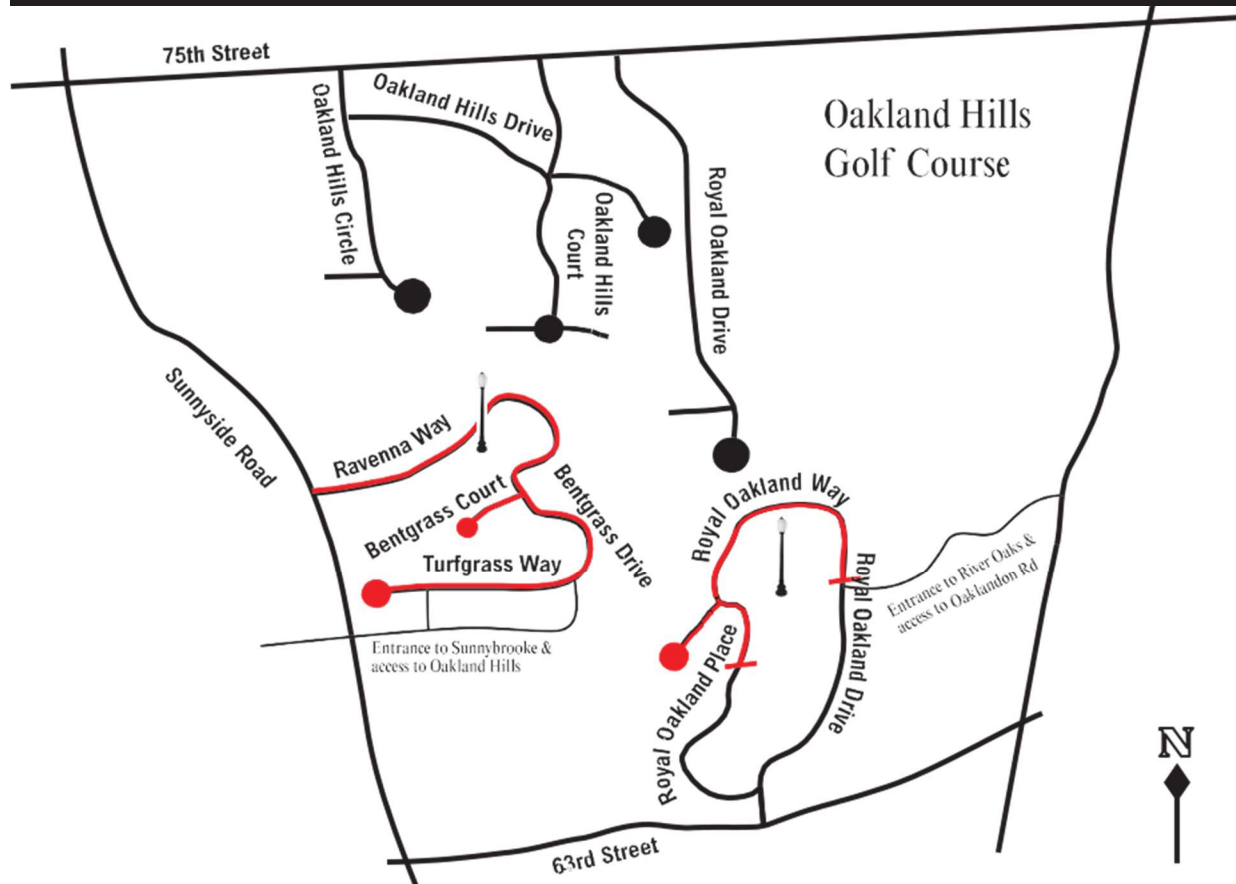 75th Street
Oakland Hills Drive
Oakland Hills
Golf Course
Oakland Hills Circle
Oakland Hills
Court
Royal Oakland Drive
Sunnyside Road
Ravenna Way
Bentgrass Court
Bentgrass Drive
Turfgrass Way
Royal Oakland Way
Entrance to River Oaks &
access to Oaklandon Rd
Royal Oakland Drive
Entrance to Sunnybrooke &
access to Oakland Hills
Royal Oakland Place
N
63rd Street